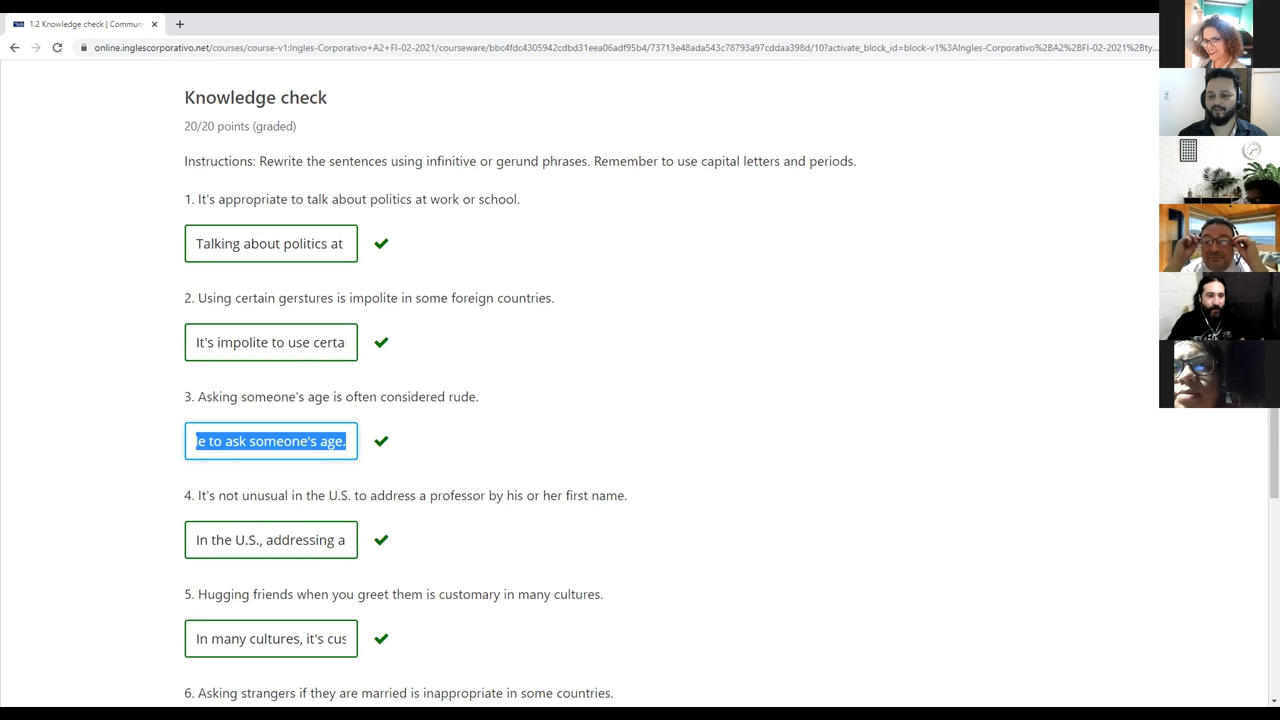 1.2 Knowledge check | Commun
online.inglescorporativo.net/courses/course-v1:Ingles-Corporativo+A2+FI-02-2021/courseware/bbc4fdc4305942cdbd31eea06adf95b4/73713e48ada543c78793a97cddaa398d/10?activate_block_id=block-v1%3AIngles-Corporativo%2BA2%2BFI-02-2021%2Bty...
Knowledge check
20/20 points (graded)
Instructions: Rewrite the sentences using infinitive or gerund phrases. Remember to use capital letters and periods.
1. It's appropriate to talk about politics at work or school.
Talking about politics at
2. Using certain gerstures is impolite in some foreign countries.
It's impolite to use certa
3. Asking someone's age is often considered rude.
le to ask someone's age.
4. It's not unusual in the U.S. to address a professor by his or her first name.
In the U.S., addressing a
5. Hugging friends when you greet them is customary in many cultures.
In many cultures, it's cus
6. Asking strangers if they are married is inappropriate in some countries.